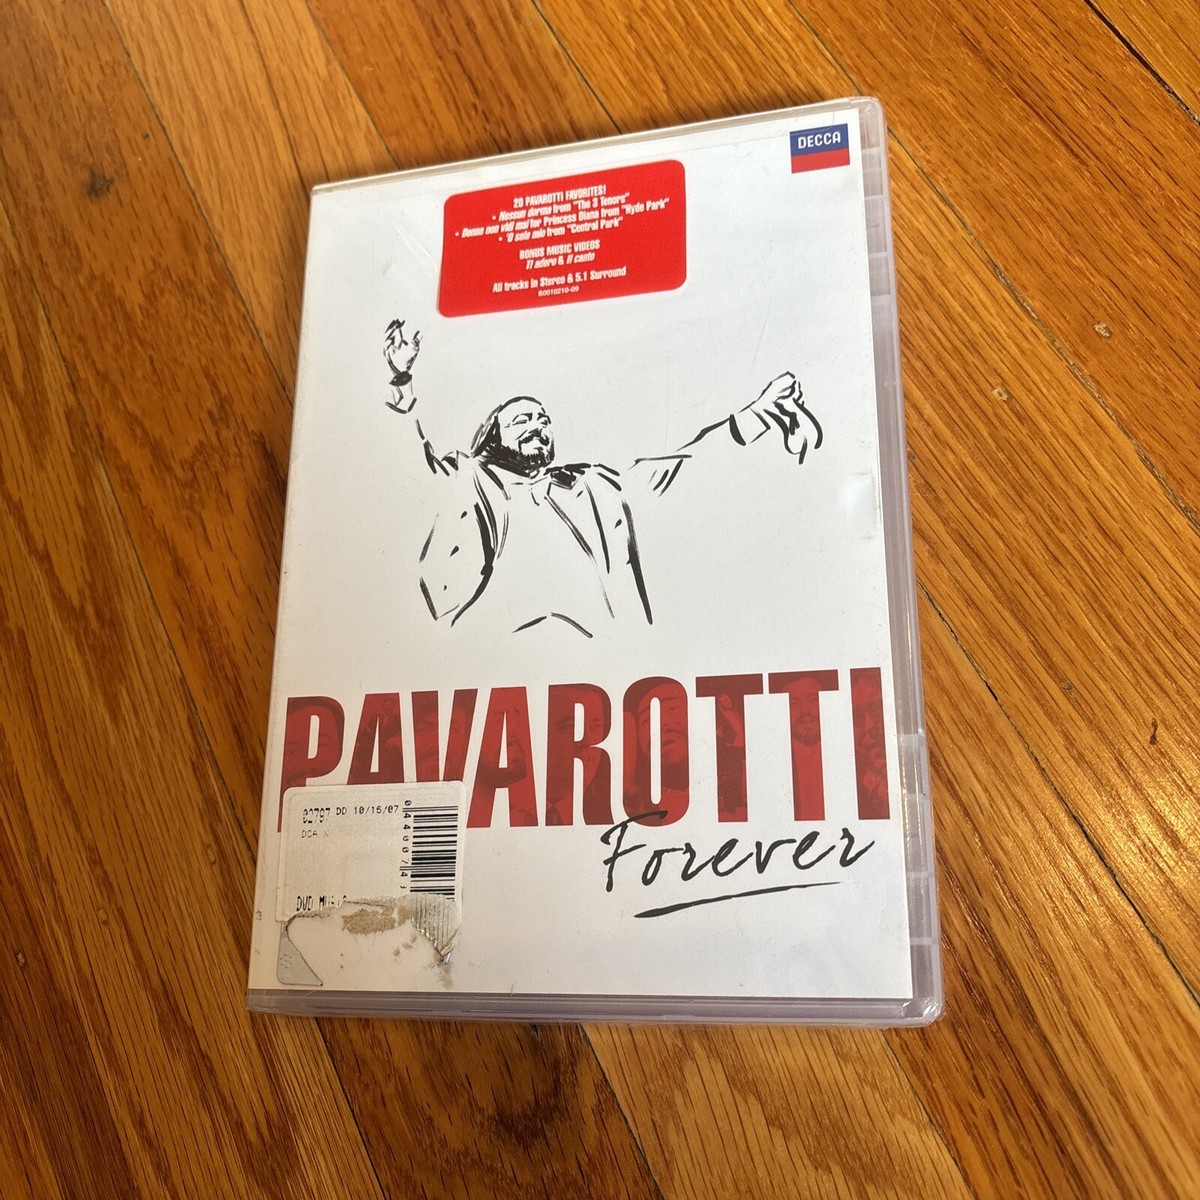 DECCA
20 PAVAROTTI FAVORITES!
• Nessun dorma from "The 3 Tenors"
• Donna non vidi mai for Princess Diana from "Hyde Park"
• 'O sole mio from "Central Park"
BONUS MUSIC VIDEOS
Ti adoro & Il canto
All tracks in Stereo & 5.1 Surround
B0010210-09
PAVAROTTI
Forever
02797 DD 10/16/07
DVD